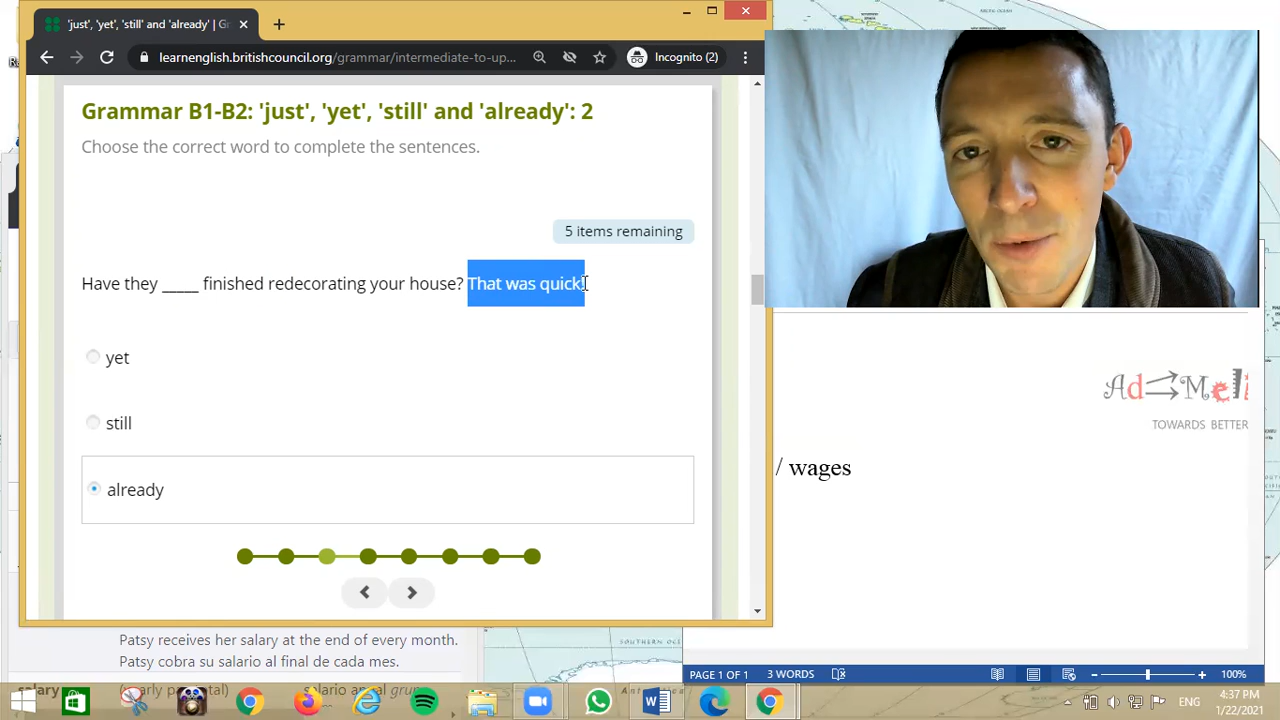 'just', 'yet', 'still' and 'already' | Gr
learnenglish.britishcouncil.org/grammar/intermediate-to-up...
Incognito (2)
Grammar B1-B2: 'just', 'yet', 'still' and 'already': 2
Choose the correct word to complete the sentences.
5 items remaining
Have they _____ finished redecorating your house? That was quick!
yet
still
already
TOWARDS BETTER
/ wages
Patsy receives her salary at the end of every month.
Patsy cobra su salario al final de cada mes.
SOUTHERN OC
PAGE 1 OF 1 3 WORDS
100%
ENG
4:37 PM
1/22/2021